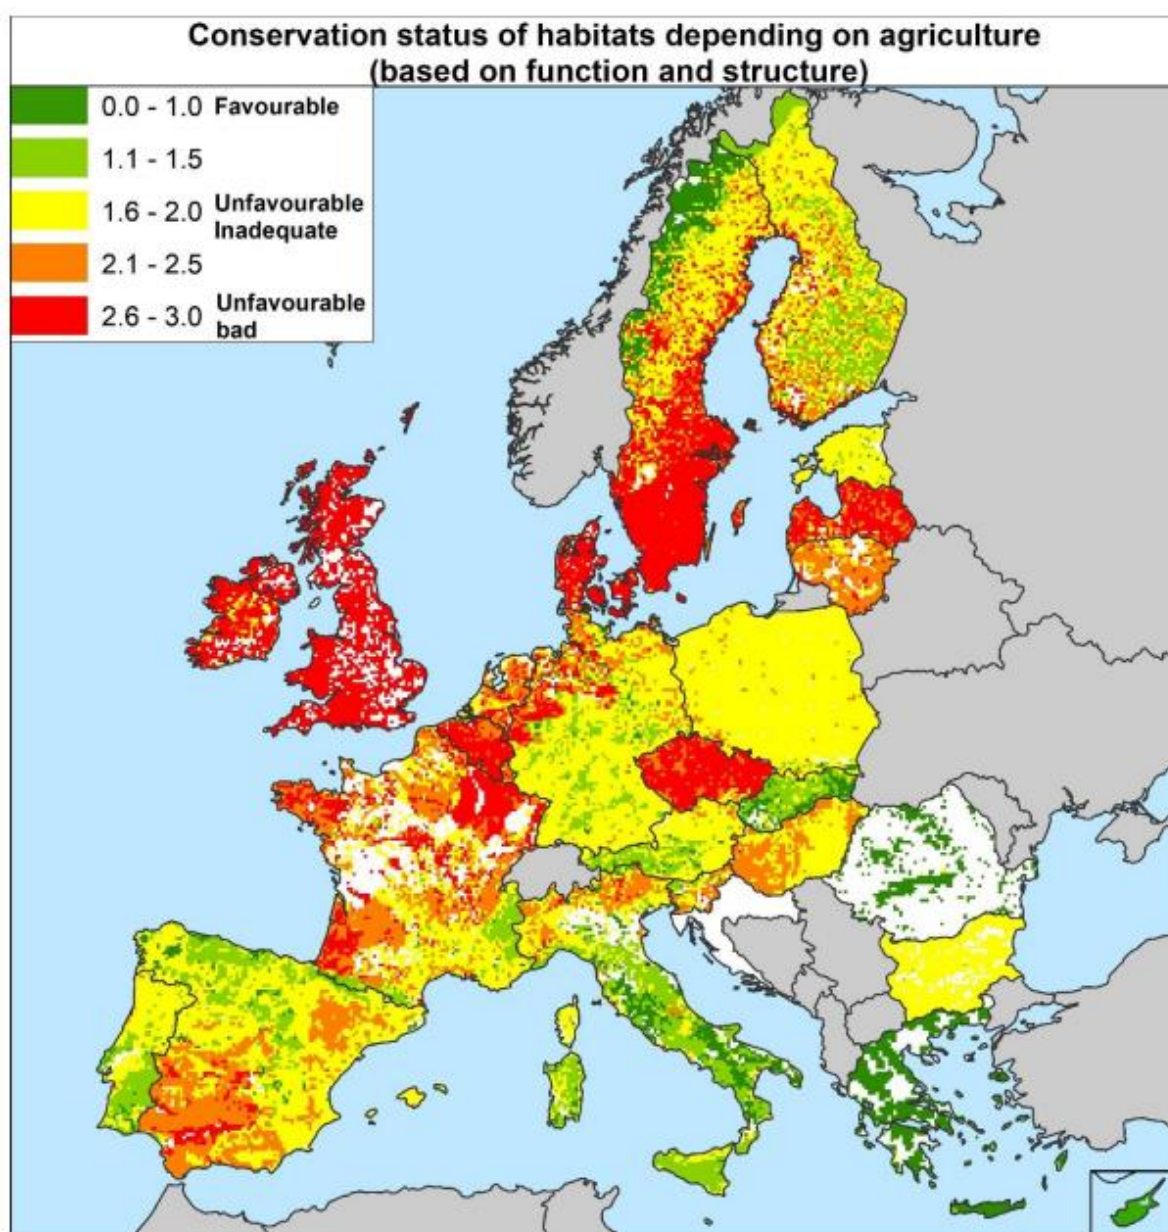 Conservation status of habitats depending on agriculture
(based on function and structure)
0.0 - 1.0 Favourable
1.1 - 1.5
1.6 - 2.0 Unfavourable
Inadequate
2.1 - 2.5
2.6 - 3.0 Unfavourable
bad